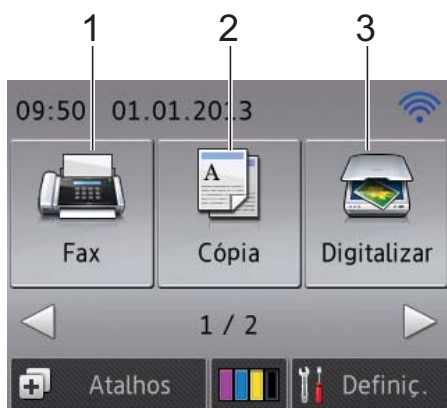 1 2 3
09:50 01.01.2013
A
Fax Cópia Digitalizar
1 / 2
Atalhos Definiç.